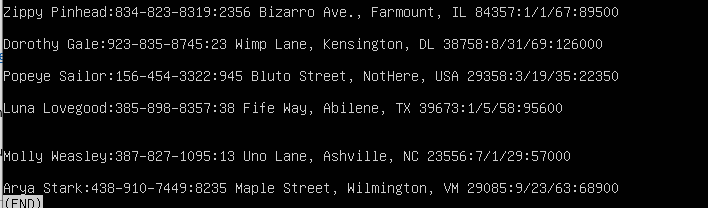 Zippy Pinhead:834-823-8319:2356 Bizarro Ave., Farmount, IL 84357:1/1/67:89500
Dorothy Gale:923-835-8745:23 Wimp Lane, Kensington, DL 38758:8/31/69:126000
Popeye Sailor:156-454-3322:945 Bluto Street, NotHere, USA 29358:3/19/35:22350
Luna Lovegood:385-898-8357:38 Fife Way, Abilene, TX 39673:1/5/58:95600
Molly Weasley:387-827-1095:13 Uno Lane, Ashville, NC 23556:7/1/29:57000
Arya Stark:438-910-7449:8235 Maple Street, Wilmington, VM 29085:9/23/63:68900
(END)